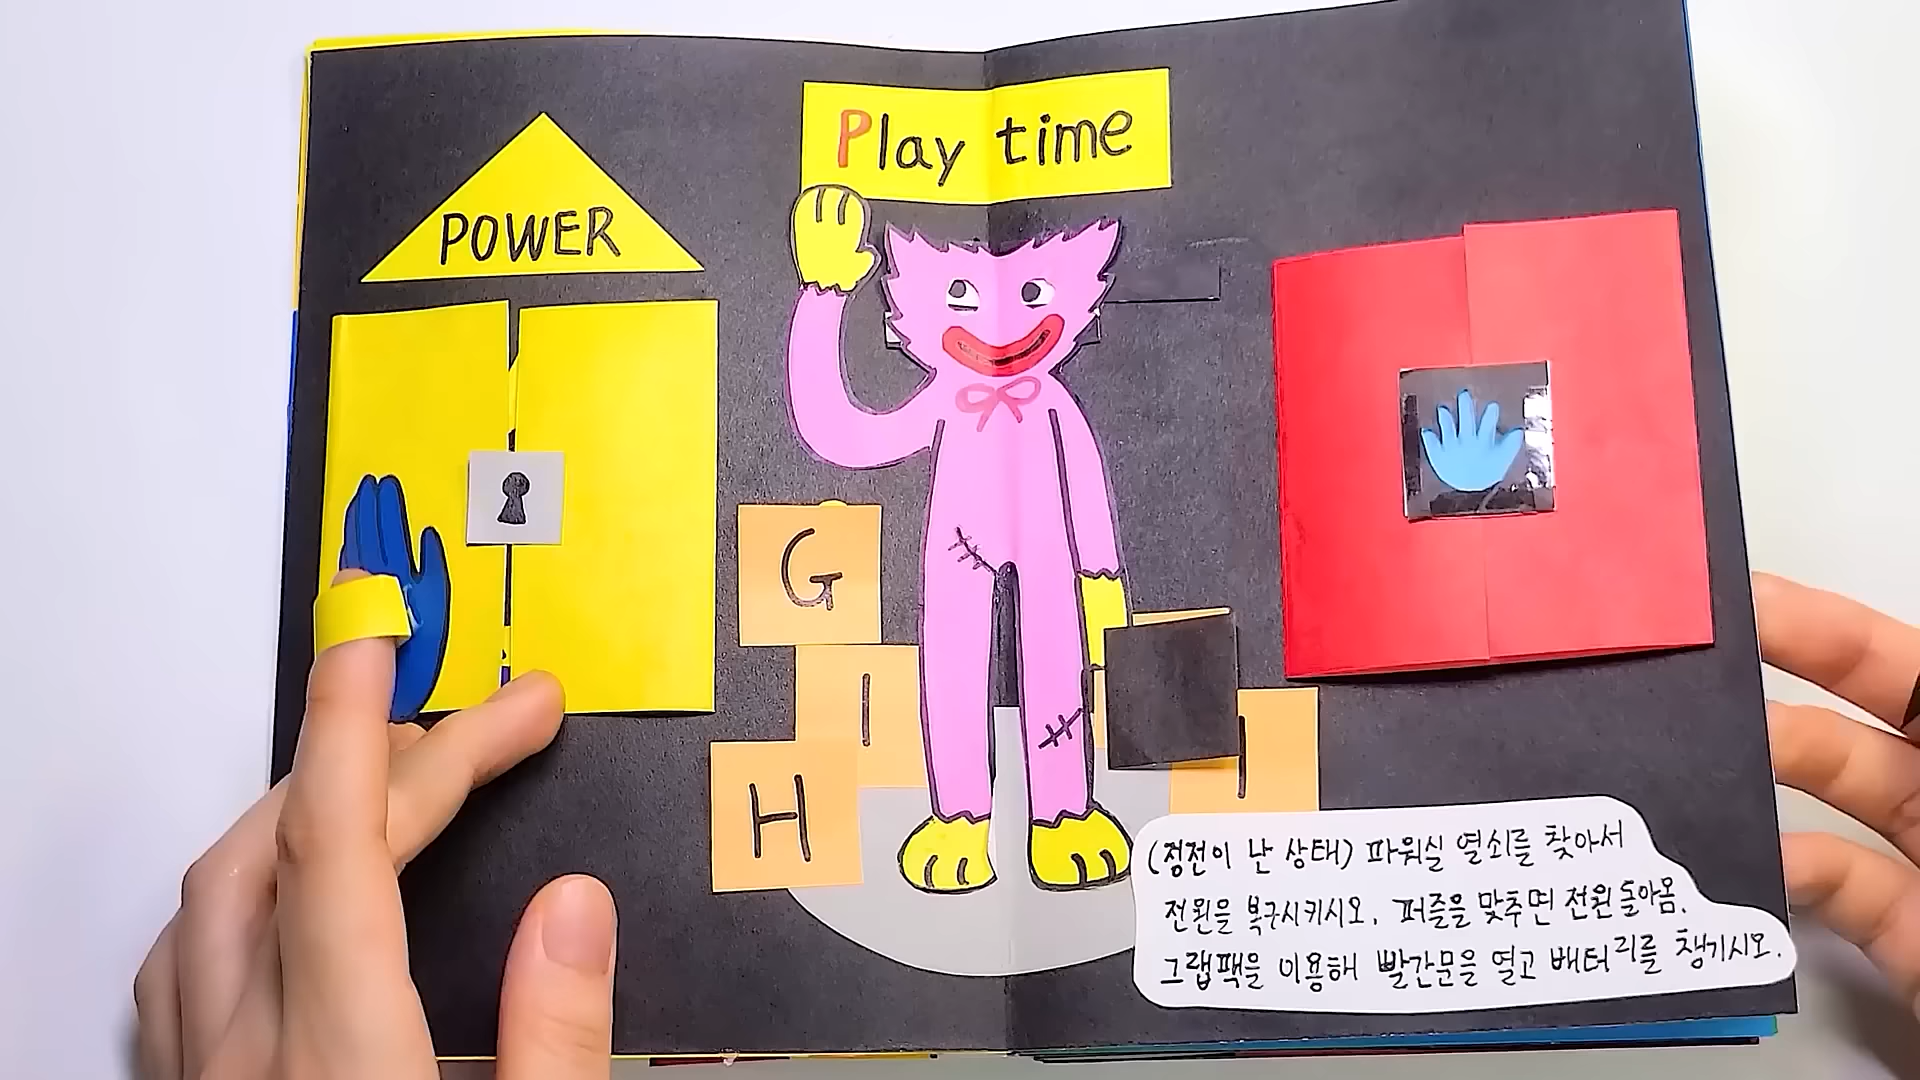 Play time
POWER
G
I
H
(정전이 난 상태) 파워실 열쇠를 찾아서
전원을 복구시키시오. 퍼즐을 맞추면 전원 돌아옴.
그랩팩을 이용해 빨간문을 열고 배터리를 챙기시오.